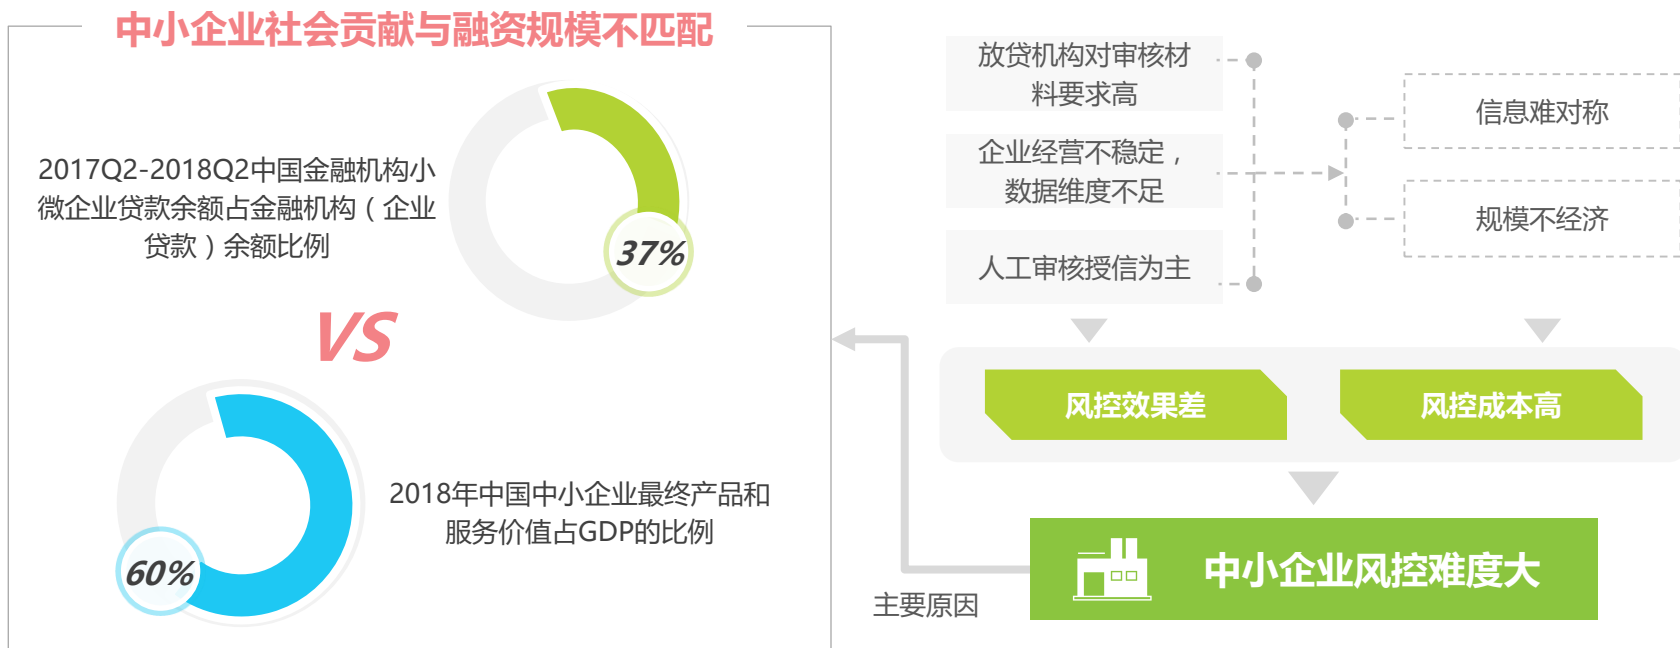 中小企业社会贡献与融资规模不匹配
2017Q2-2018Q2中国金融机构小
微企业贷款余额占金融机构（企业
贷款）余额比例
37%
VS
60%
2018年中国中小企业最终产品和
服务价值占GDP的比例
放贷机构对审核材
料要求高
企业经营不稳定，
数据维度不足
人工审核授信为主
信息难对称
规模不经济
风控效果差
风控成本高
中小企业风控难度大
主要原因